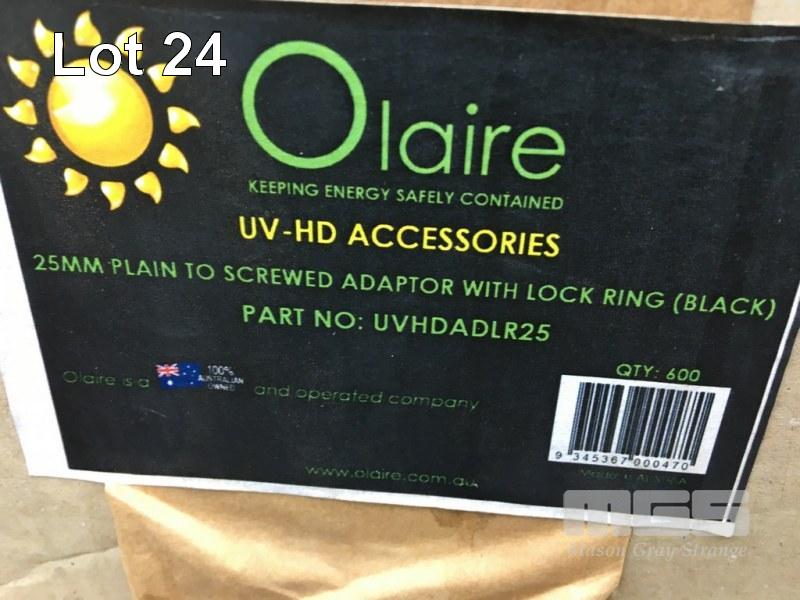 Lot 24
Olaire
KEEPING ENERGY SAFELY CONTAINED
UV-HD ACCESSORIES
25MM PLAIN TO SCREWED ADAPTOR WITH LOCK RING (BLACK)
PART NO: UVHDADLR25
QTY: 600
Olaire is a 100% AUSTRALIAN OWNED and operated company
9 345367 000470
Made in
www.olaire.com.au
MGS
Mason Gray Strange